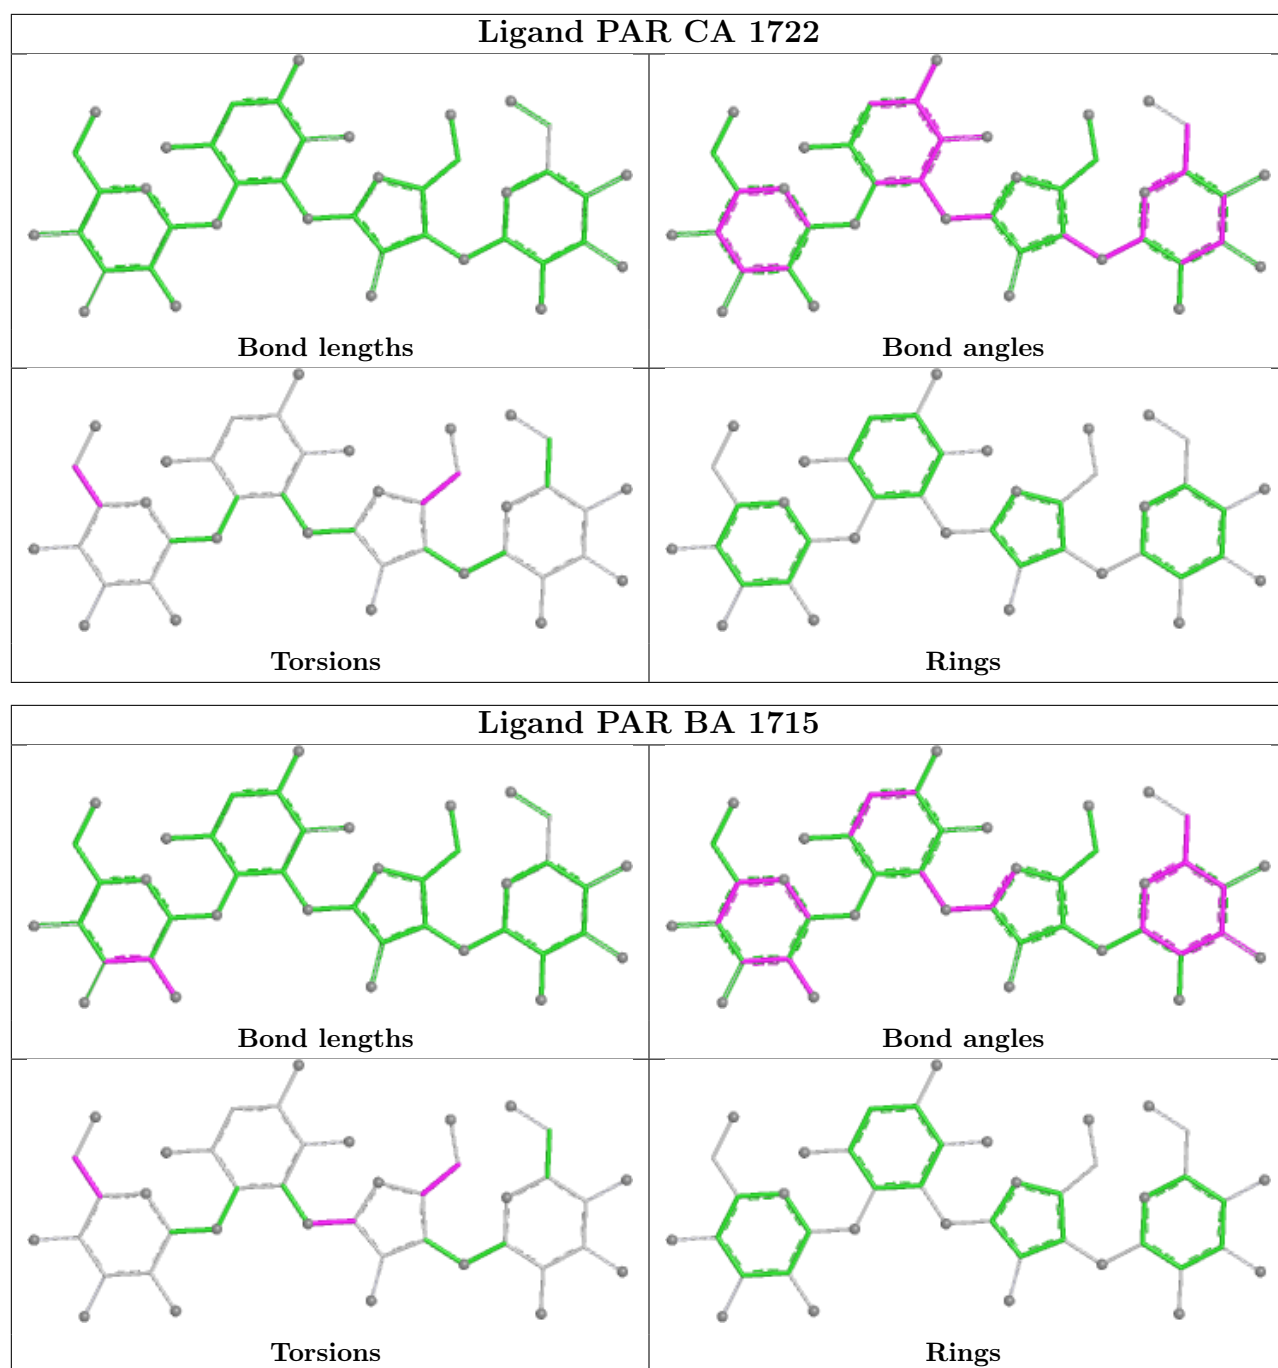 Ligand PAR CA 1722
Bond lengths
Bond angles
Torsions
Rings
Ligand PAR BA 1715
Bond lengths
Bond angles
Torsions
Rings